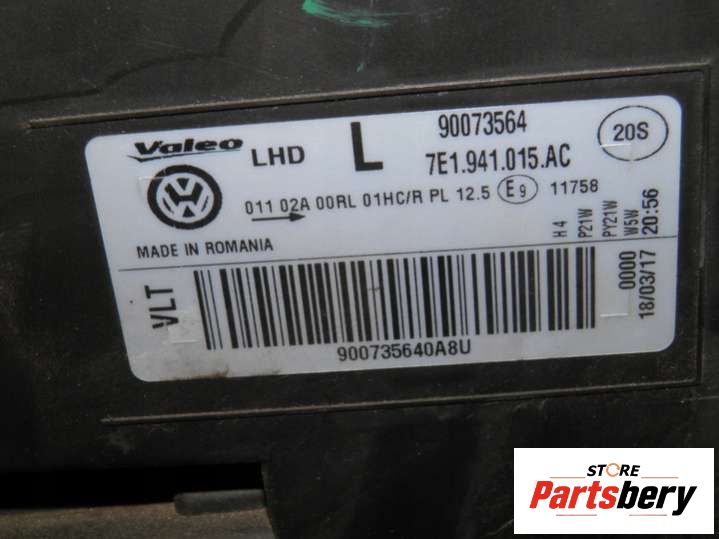 Valeo LHD L 90073564 20S
7E1.941.015.AC
011 02A 00RL 01HC/R PL 12.5 E9 11758
MADE IN ROMANIA
H4
P21W
PY21W
W5W
20:56
0000
18/03/17
VLT
900735640A8U
STORE
Partsbery